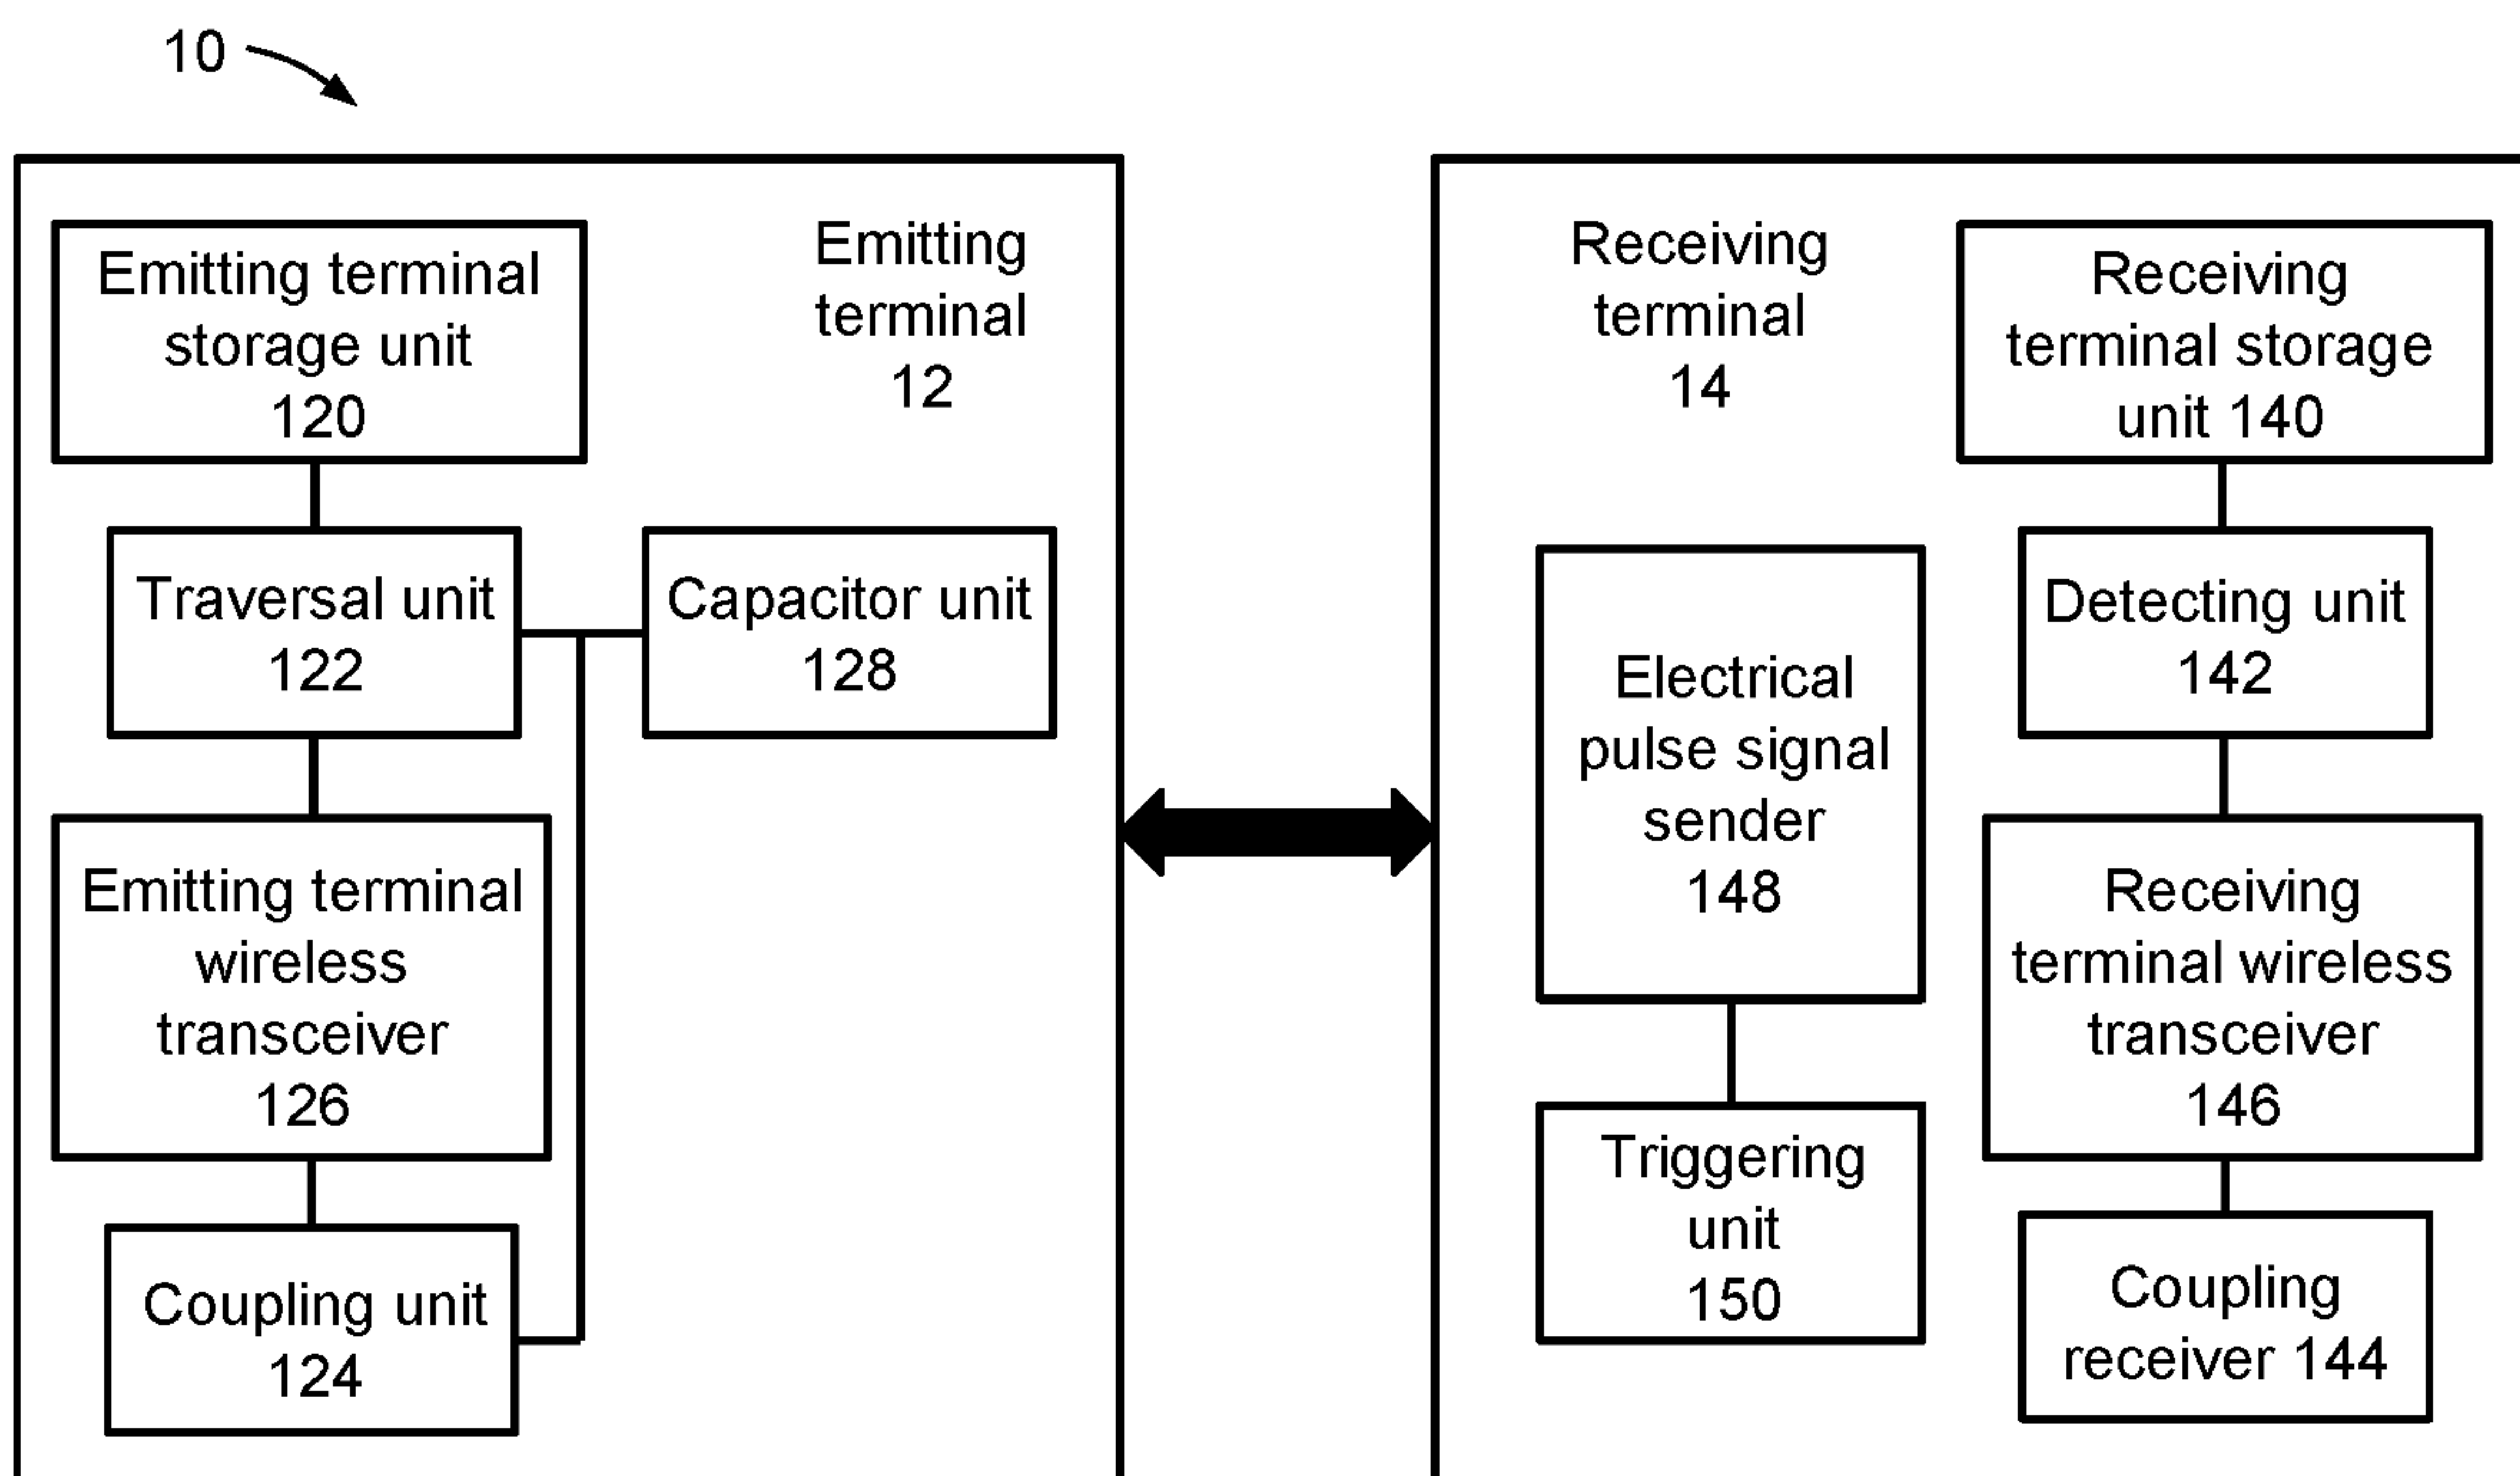 10
Emitting terminal
storage unit
120
Emitting
terminal
12
Traversal unit
122
Capacitor unit
128
Emitting terminal
wireless
transceiver
126
Coupling unit
124
Receiving
terminal
14
Receiving
terminal storage
unit 140
Electrical
pulse signal
sender
148
Detecting unit
142
Receiving
terminal wireless
transceiver
146
Triggering
unit
150
Coupling
receiver 144